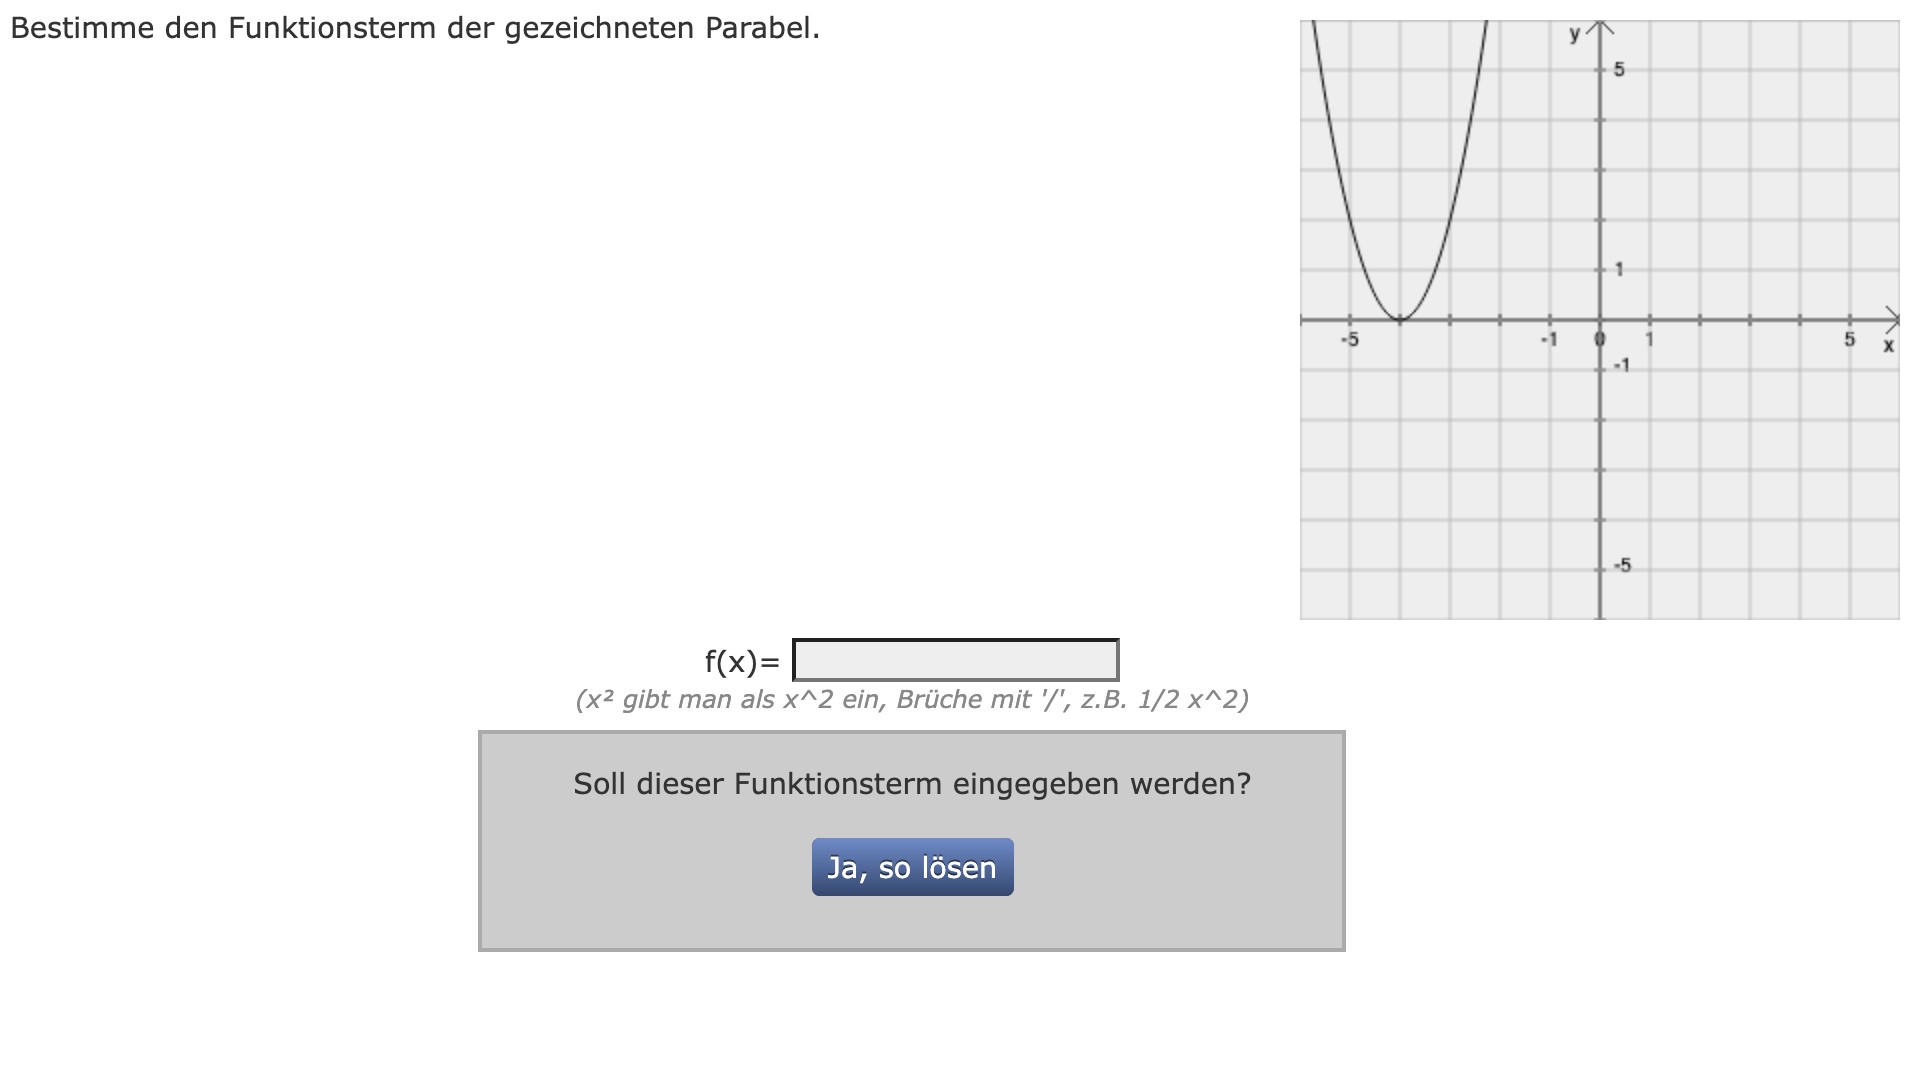 Bestimme den Funktionsterm der gezeichneten Parabel.
y
5
1
-5 -1 0 1 5 x
-1
-5
f(x)=
(x² gibt man als x^2 ein, Brüche mit '/', z.B. 1/2 x^2)
Soll dieser Funktionsterm eingegeben werden?
Ja, so lösen